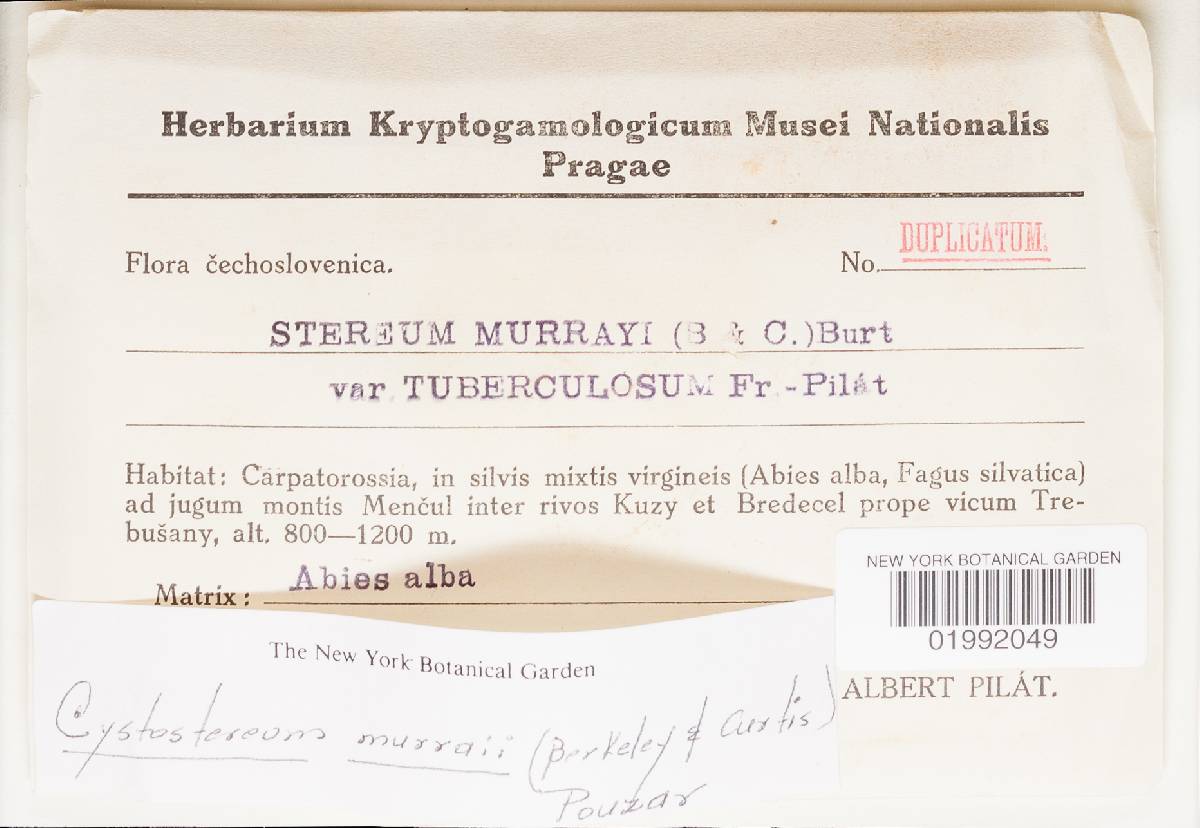 Herbarium Kryptogamologicum Musei Nationalis
Pragae
DUPLICATUM.
Flora čechoslovenica. No.
STEREUM MURRAYI (B & C.)Burt
var. TUBERCULOSUM Fr.-Pilát
Habitat: Carpatorossia, in silvis mixtis virgineis (Abies alba, Fagus silvatica)
ad jugum montis Menčul inter rivos Kuzy et Bredecel prope vicum Tre-
bušany, alt. 800—1200 m.
Matrix: Abies alba
NEW YORK BOTANICAL GARDEN
01992049
ALBERT PILÁT.
The New York Botanical Garden
Cystostereum murraii (Berkeley & Curtis)
Pouzar